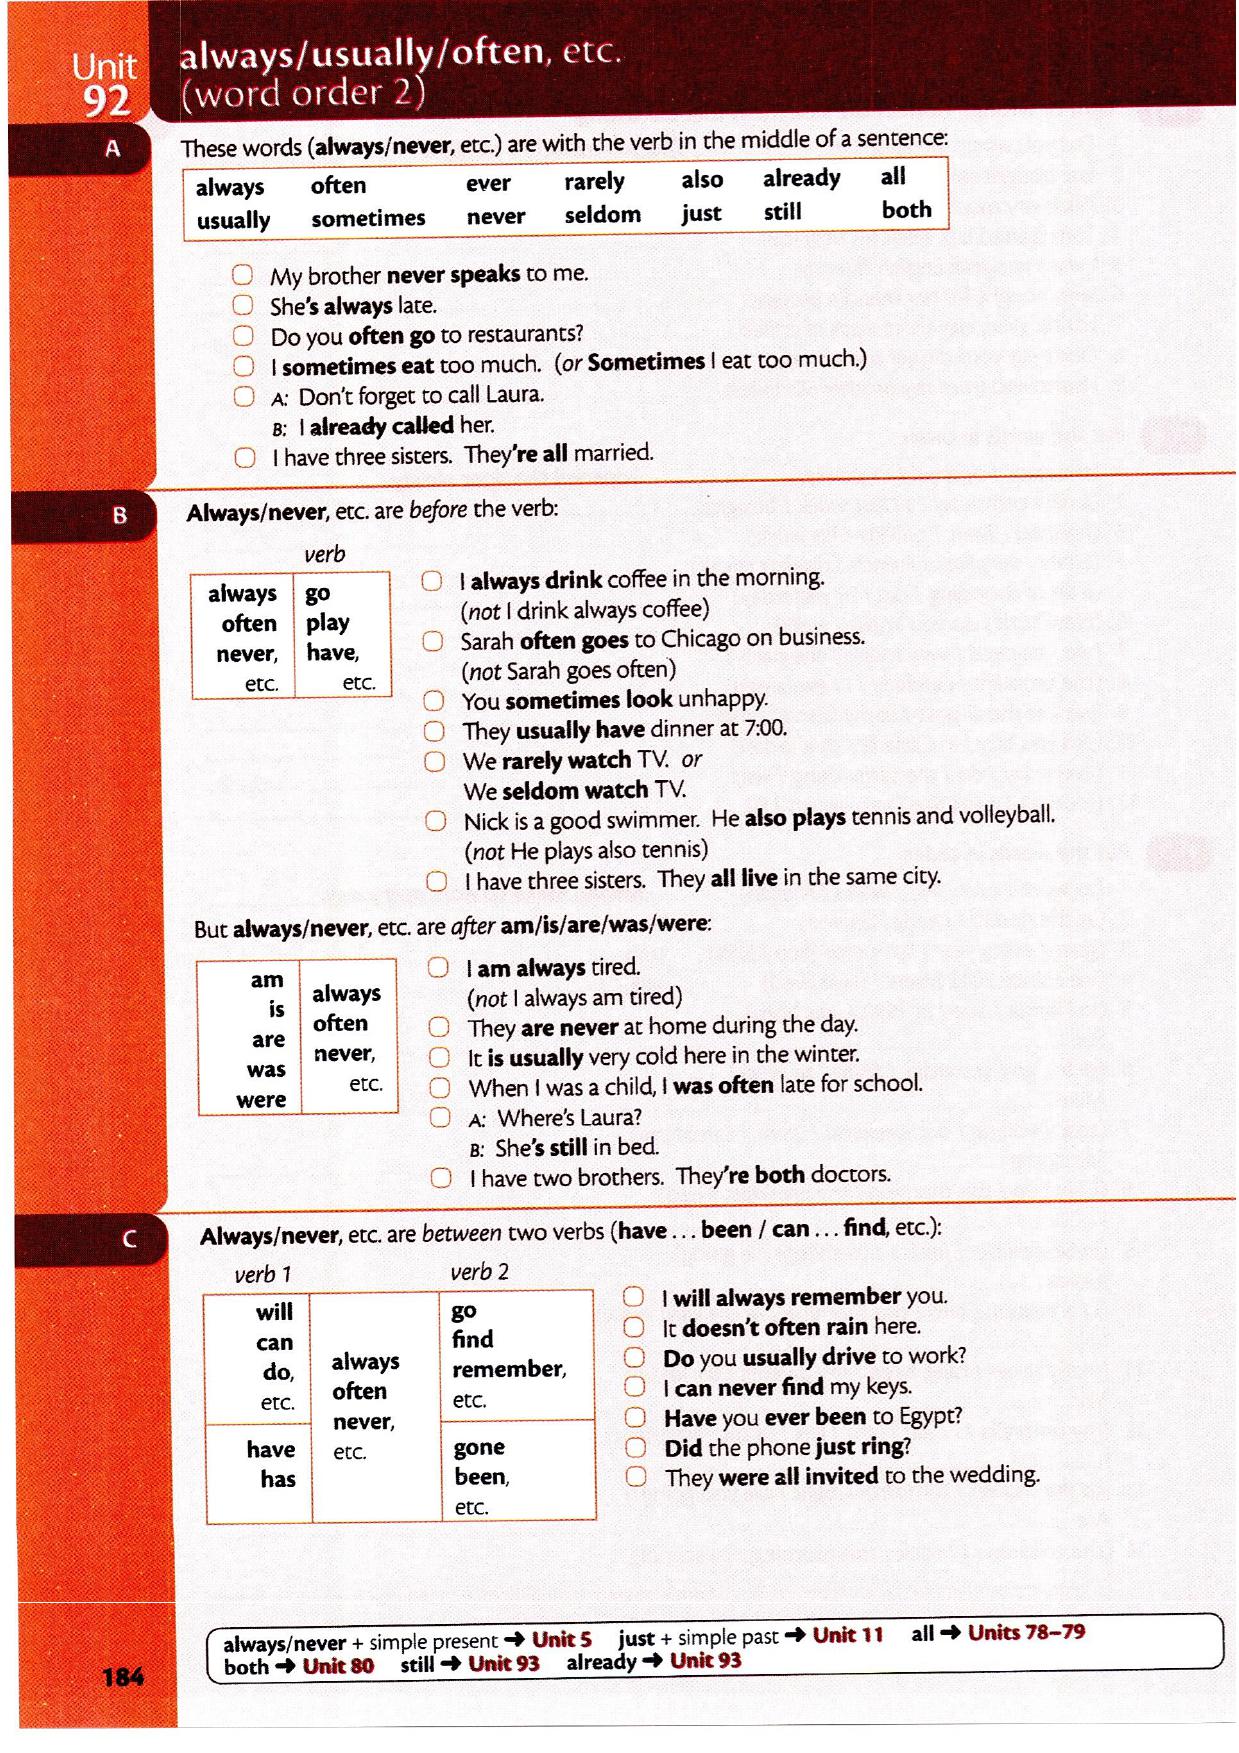 Unit
92
always/usually/often, etc.
(word order 2)
A
These words (always/never, etc.) are with the verb in the middle of a sentence:
always often ever rarely also already all
usually sometimes never seldom just still both
My brother never speaks to me.
She's always late.
Do you often go to restaurants?
I sometimes eat too much. (or Sometimes I eat too much.)
A: Don't forget to call Laura.
B: I already called her.
I have three sisters. They're all married.
B
Always/never, etc. are before the verb:
verb
always go
often play
never, have,
etc. etc.
I always drink coffee in the morning.
(not I drink always coffee)
Sarah often goes to Chicago on business.
(not Sarah goes often)
You sometimes look unhappy.
They usually have dinner at 7:00.
We rarely watch TV. or
We seldom watch TV.
Nick is a good swimmer. He also plays tennis and volleyball.
(not He plays also tennis)
I have three sisters. They all live in the same city.
But always/never, etc. are after am/is/are/was/were:
am
is
are
was
were
always
often
never,
etc.
I am always tired.
(not I always am tired)
They are never at home during the day.
It is usually very cold here in the winter.
When I was a child, I was often late for school.
A: Where's Laura?
B: She's still in bed.
I have two brothers. They're both doctors.
C
Always/never, etc. are between two verbs (have ... been / can ... find, etc.):
verb 1 verb 2
will
can
do,
etc.
have
has
always
often
never,
etc.
go
find
remember,
etc.
gone
been,
etc.
I will always remember you.
It doesn't often rain here.
Do you usually drive to work?
I can never find my keys.
Have you ever been to Egypt?
Did the phone just ring?
They were all invited to the wedding.
always/never + simple present ➜ Unit 5 just + simple past ➜ Unit 11 all ➜ Units 78–79
both ➜ Unit 80 still ➜ Unit 93 already ➜ Unit 93
184